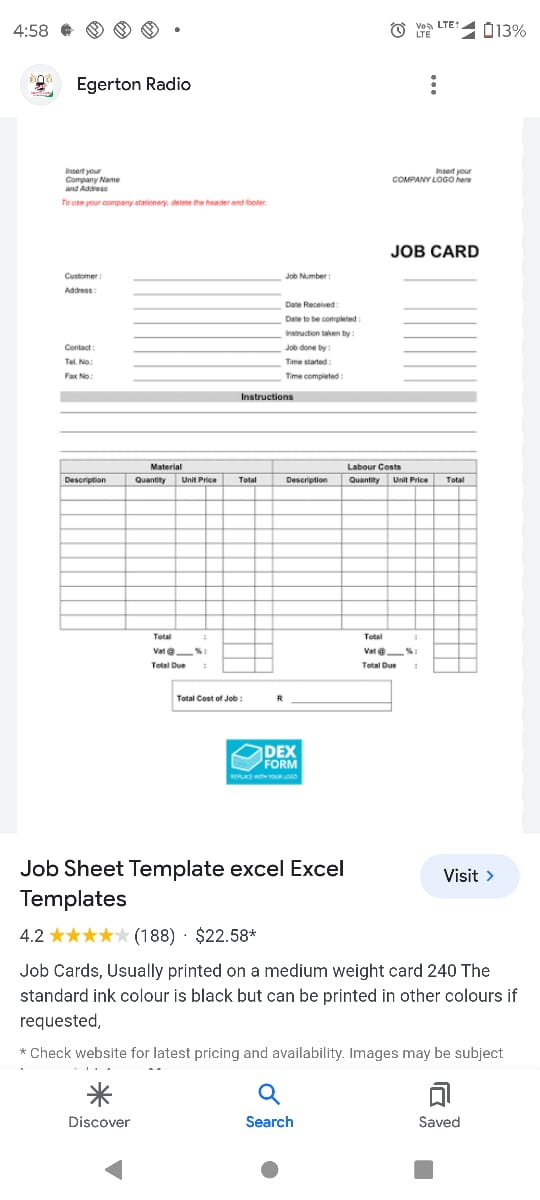 4:58
Vo LTE LTE↑ 13%
Egerton Radio
Insert your
Company Name
and Address
Insert your
COMPANY LOGO here
To use your company stationery, delete the header and footer.
JOB CARD
Customer : Job Number :
Address :
Date Received :
Date to be completed :
Instruction taken by :
Contact : Job done by :
Tel. No.: Time started :
Fax No.: Time completed :
Instructions
Material Labour Costs
Description Quantity Unit Price Total Description Quantity Unit Price Total
Total : Total :
Vat @ ___ % : Vat @ ___ % :
Total Due : Total Due :
Total Cost of Job : R
DEX
FORM
REPLACE WITH YOUR LOGO
Job Sheet Template excel Excel
Templates
Visit >
4.2 ★★★★★ (188) · $22.58*
Job Cards, Usually printed on a medium weight card 240 The
standard ink colour is black but can be printed in other colours if
requested,
* Check website for latest pricing and availability. Images may be subject
Discover Search Saved